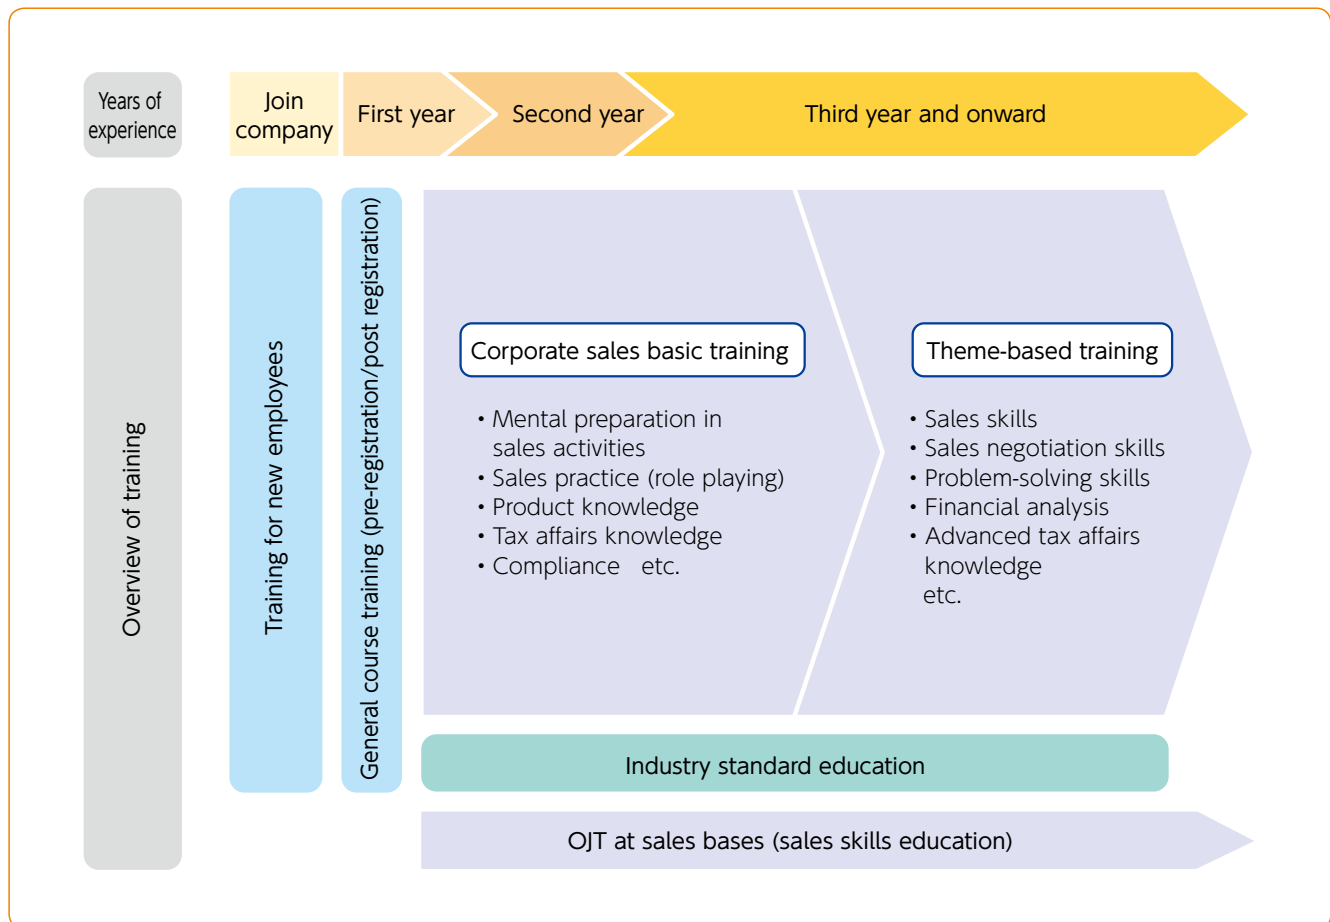 Years of
experience
Join
company
First year
Second year
Third year and onward
Overview of training
Training for new employees
General course training (pre-registration/post registration)
Corporate sales basic training
• Mental preparation in
sales activities
• Sales practice (role playing)
• Product knowledge
• Tax affairs knowledge
• Compliance etc.
Theme-based training
• Sales skills
• Sales negotiation skills
• Problem-solving skills
• Financial analysis
• Advanced tax affairs
knowledge
etc.
Industry standard education
OJT at sales bases (sales skills education)